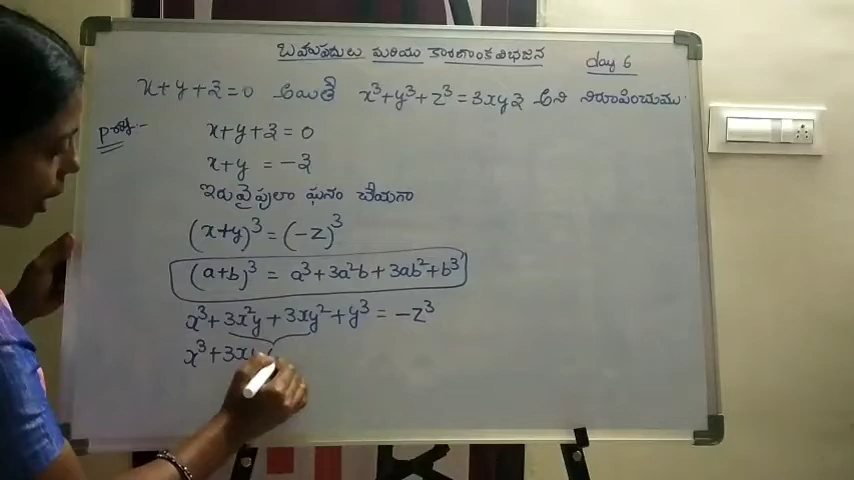 బహుపదులు మరియు కారణాంక విభజన day 6
x+y+z=0 అయితే x³+y³+z³=3xyz అని నిరూపించుము.
proof:-
x+y+z=0
x+y = -z
ఇరువైపులా ఘనం చేయగా
(x+y)³ = (-z)³
(a+b)³ = a³+3a²b+3ab²+b³
x³+3x²y+3xy²+y³ = -z³
x³+3xy(